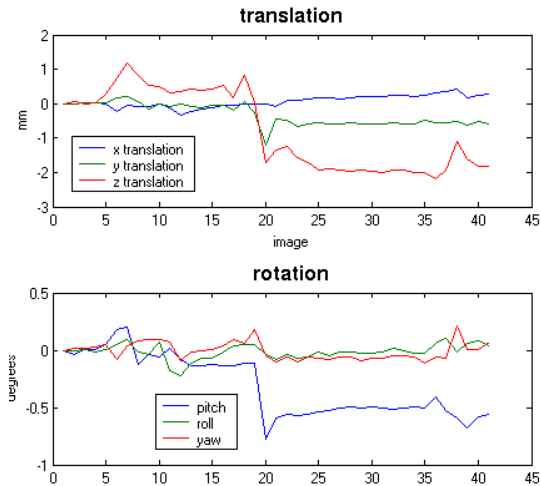 translation
2
1
0
-1
-2
-3
mm
x translation
y translation
z translation
0 5 10 15 20 25 30 35 40 45
image
rotation
0.5
0
-0.5
-1
degrees
pitch
roll
yaw
0 5 10 15 20 25 30 35 40 45